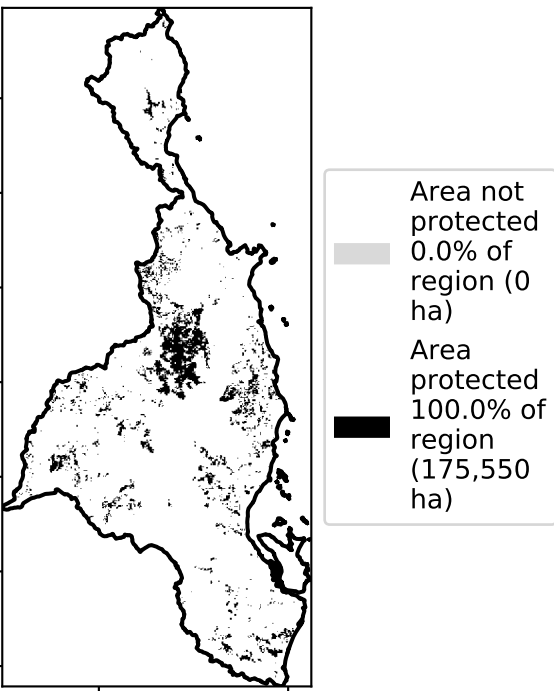 Area not
protected
0.0% of
region (0
ha)
Area
protected
100.0% of
region
(175,550
ha)